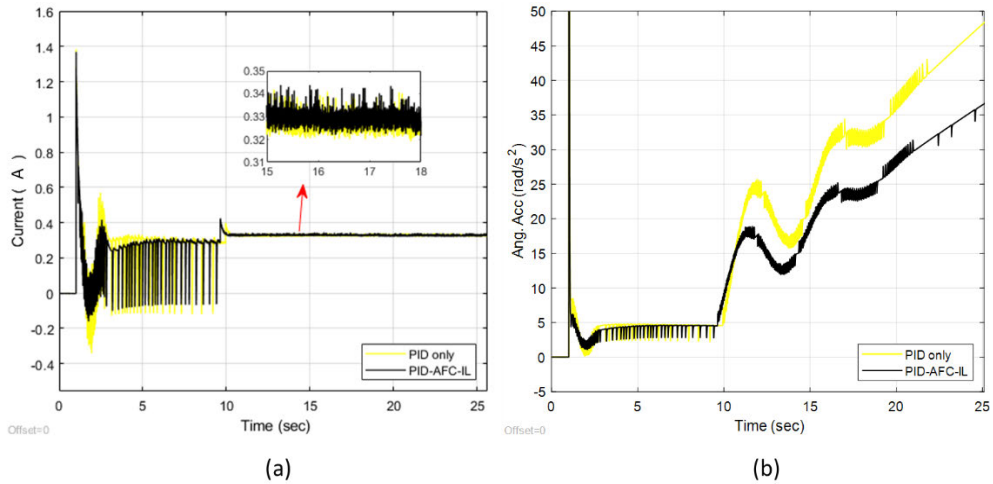 1.6
1.4
1.2
1
0.8
0.6
0.4
0.2
0
-0.2
-0.4
Current ( A )
0.35
0.34
0.33
0.32
0.31
15 16 17 18
PID only
PID-AFC-IL
0 5 10 15 20 25
Time (sec)
Offset=0
(a)
50
45
40
35
30
25
20
15
10
5
0
-5
Ang. Acc (rad/s²)
PID only
PID-AFC-IL
0 5 10 15 20 25
Time (sec)
Offset=0
(b)